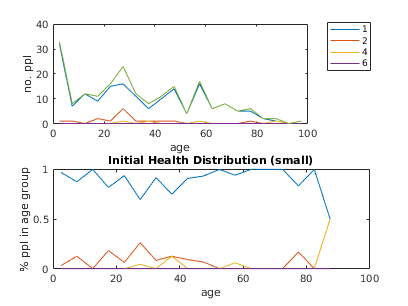 40
30
20
10
0
no. ppl
0 20 40 60 80 100
age
1
2
4
6
Initial Health Distribution (small)
1
0.5
0
% ppl in age group
0 20 40 60 80 100
age